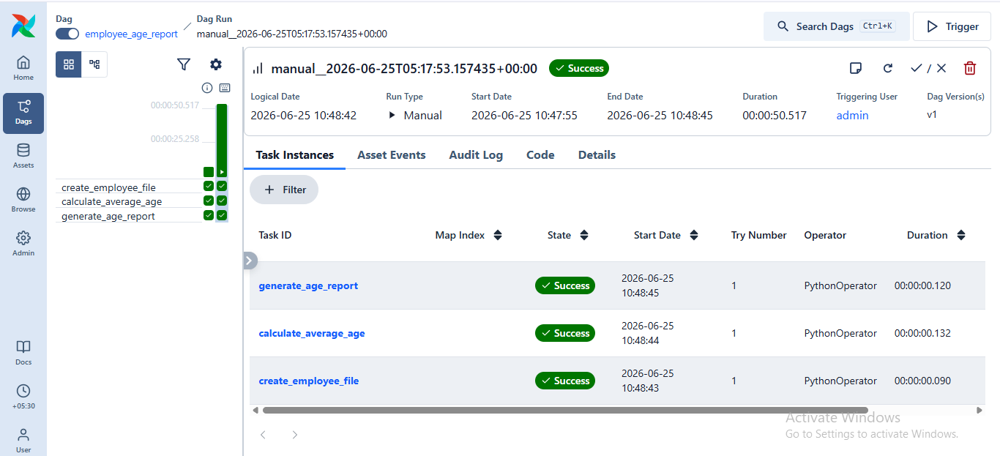 Dag
employee_age_report
/
Dag Run
manual__2026-06-25T05:17:53.157435+00:00
Search Dags Ctrl+K
Trigger
Home
Dags
Assets
Browse
Admin
Docs
+05:30
User
00:00:50.517
00:00:25.258
create_employee_file
calculate_average_age
generate_age_report
manual__2026-06-25T05:17:53.157435+00:00 Success
/
Logical Date Run Type Start Date End Date Duration Triggering User Dag Version(s)
2026-06-25 10:48:42 Manual 2026-06-25 10:47:55 2026-06-25 10:48:45 00:00:50.517 admin v1
Task Instances Asset Events Audit Log Code Details
+ Filter
Task ID Map Index State Start Date Try Number Operator Duration
generate_age_report Success 2026-06-25 10:48:45 1 PythonOperator 00:00:00.120
calculate_average_age Success 2026-06-25 10:48:44 1 PythonOperator 00:00:00.132
create_employee_file Success 2026-06-25 10:48:43 1 PythonOperator 00:00:00.090
Activate Windows
Go to Settings to activate Windows.